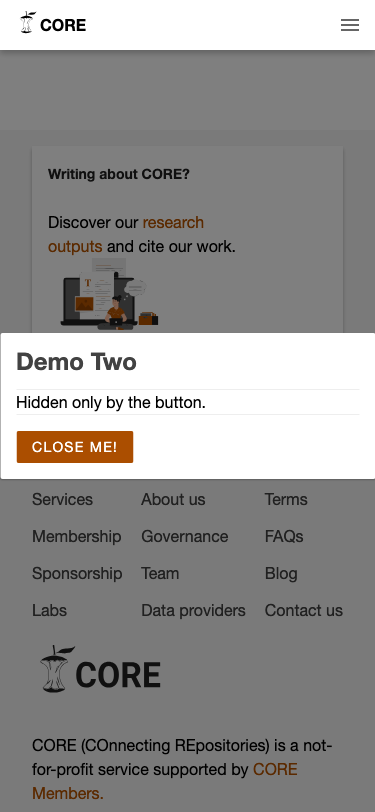 CORE
Writing about CORE?
Discover our research
outputs and cite our work.
Demo Two
Hidden only by the button.
CLOSE ME!
Services About us Terms
Membership Governance FAQs
Sponsorship Team Blog
Labs Data providers Contact us
CORE
CORE (COnnecting REpositories) is a not-
for-profit service supported by CORE
Members.